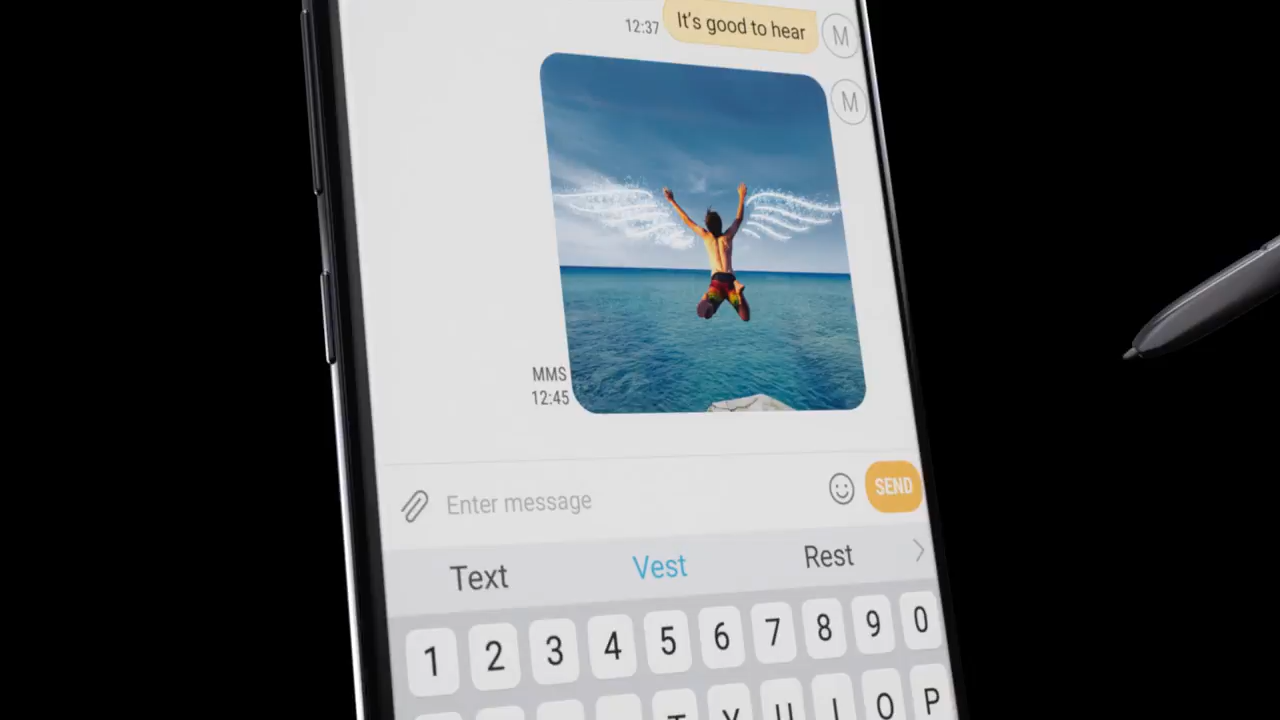 It's good to hear
12:37
M
M
MMS
12:45
Enter message
SEND
Text Vest Rest
1 2 3 4 5 6 7 8 9 0
T Y U I O P